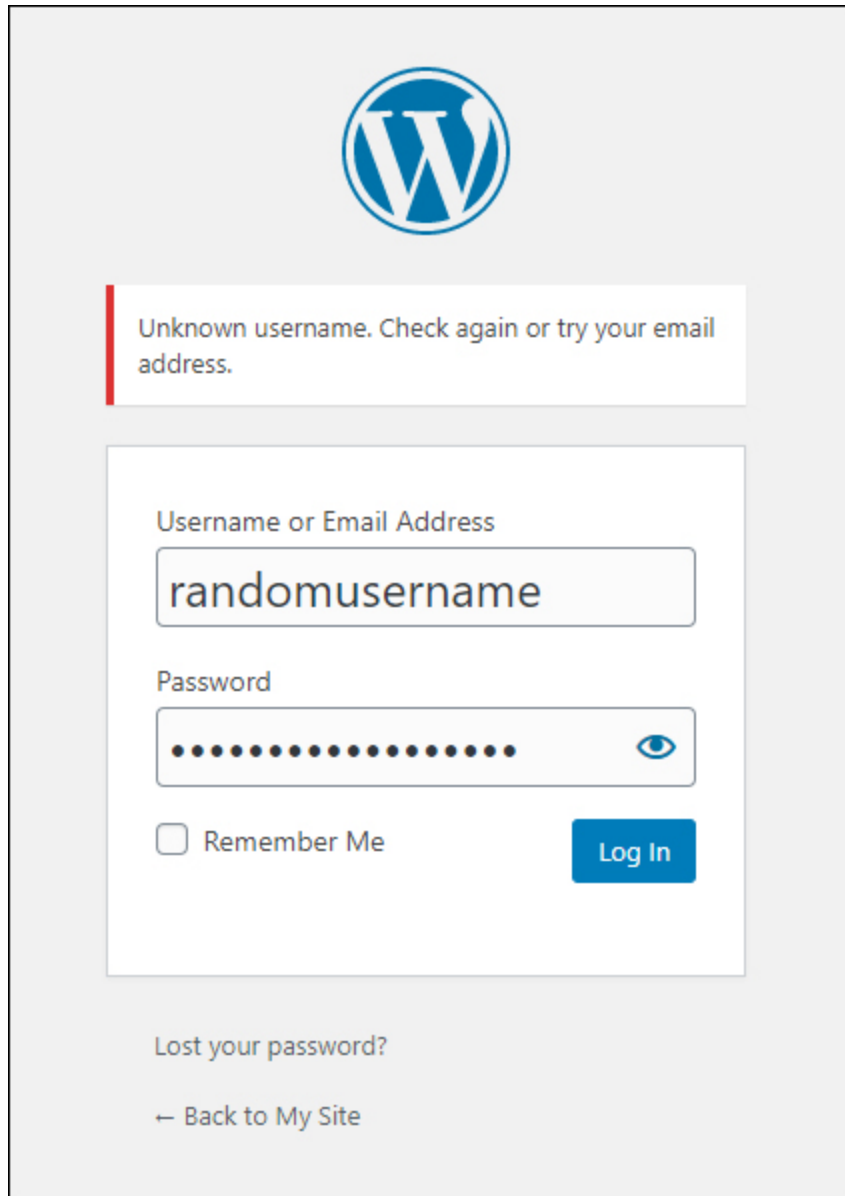 Unknown username. Check again or try your email
address.
Username or Email Address
randomusername
Password
••••••••••••••••••
Remember Me
Log In
Lost your password?
← Back to My Site